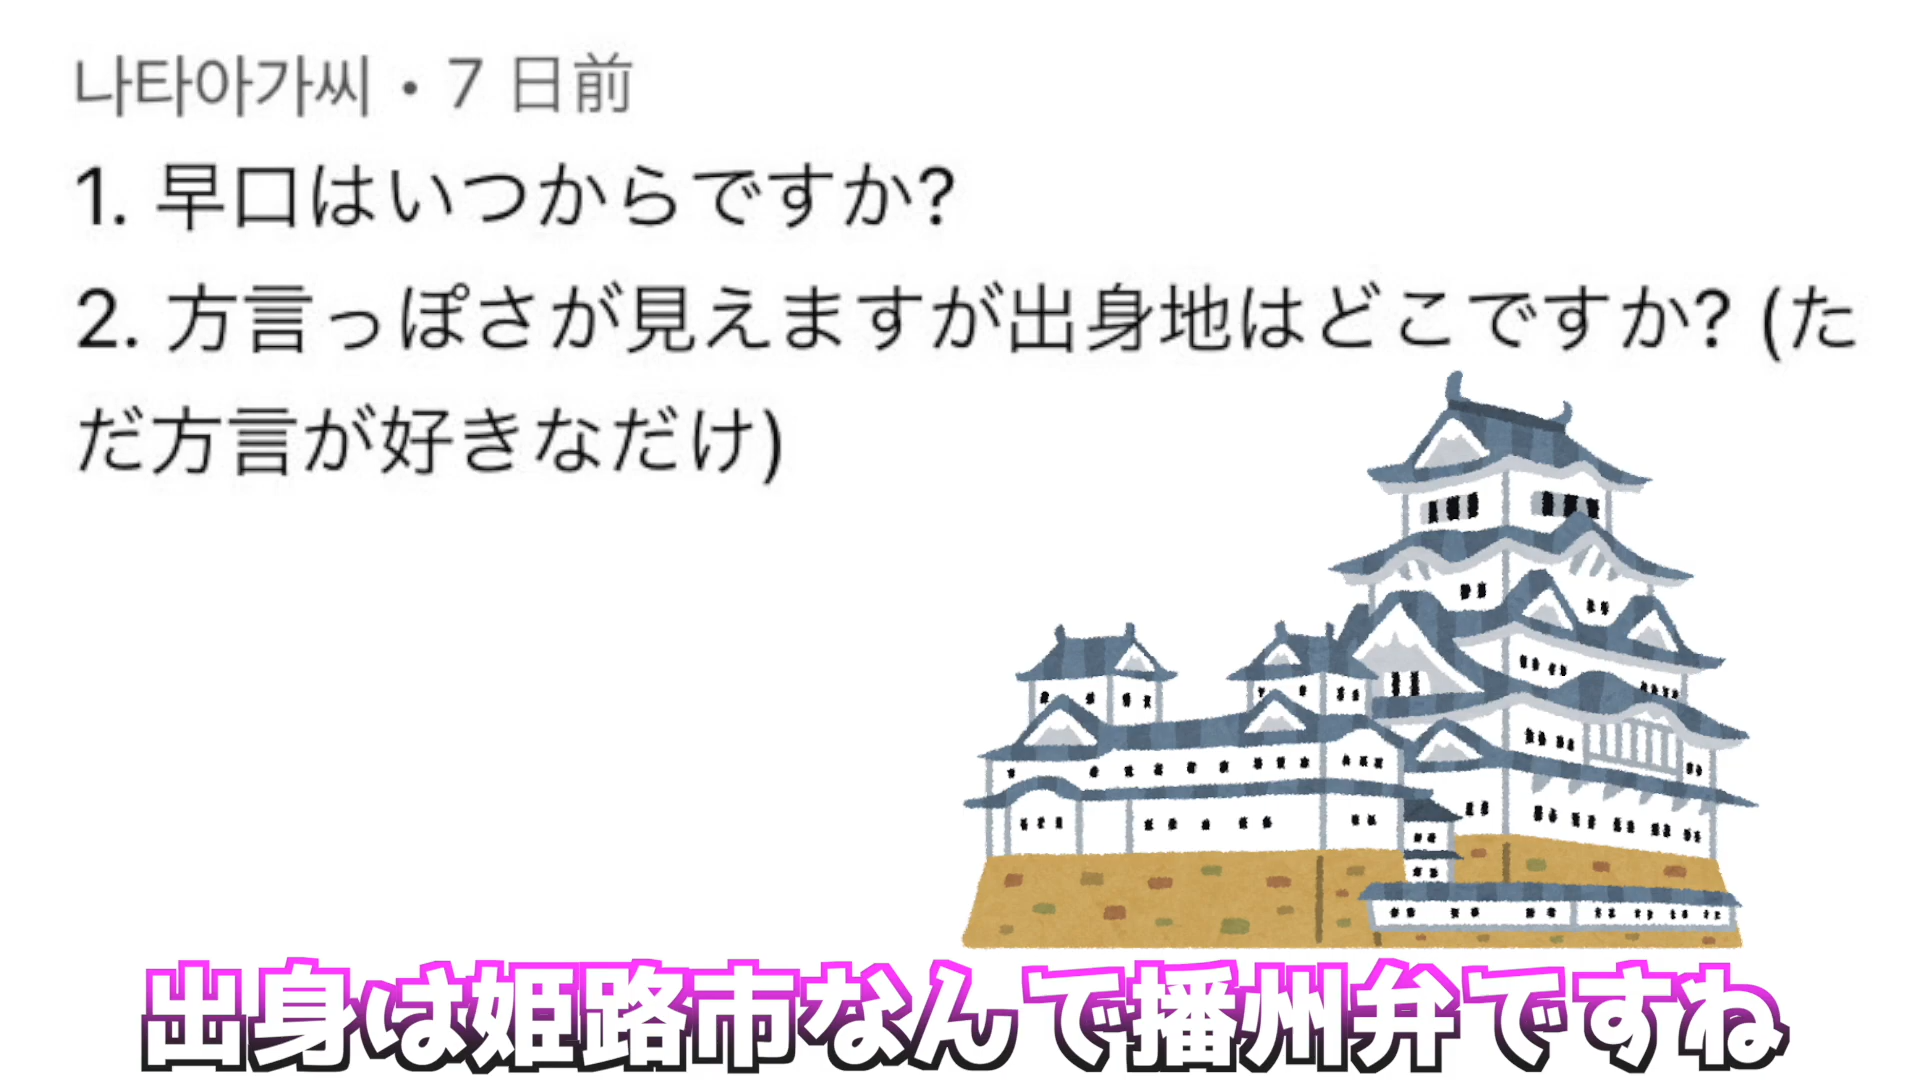 나타아가씨・7 日前
1. 早口はいつからですか?
2. 方言っぽさが見えますが出身地はどこですか? (た
だ方言が好きなだけ)
出身は姫路市なんで播州弁ですね